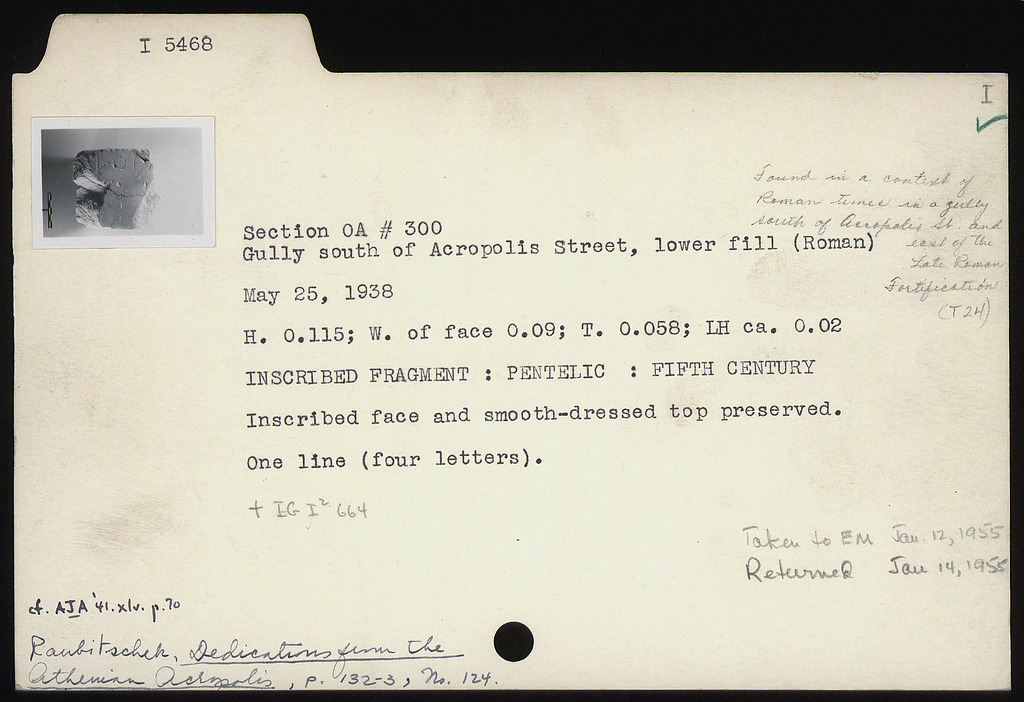 I 5468
I
Found in a context of
Roman times in a gully
south of Acropolis St. and
east of the
Late Roman
Fortification
(T 24)
Section OA # 300
Gully south of Acropolis Street, lower fill (Roman)
May 25, 1938
H. 0.115; W. of face 0.09; T. 0.058; LH ca. 0.02
INSCRIBED FRAGMENT : PENTELIC : FIFTH CENTURY
Inscribed face and smooth-dressed top preserved.
One line (four letters).
+ IG I² 664
Taken to EM Jan. 12, 1955
Returned Jan 14, 1955
cf. AJA '41. xlv. p. 70
Raubitschek, Dedications from the
Athenian Acropolis, p. 132-3, No. 124.